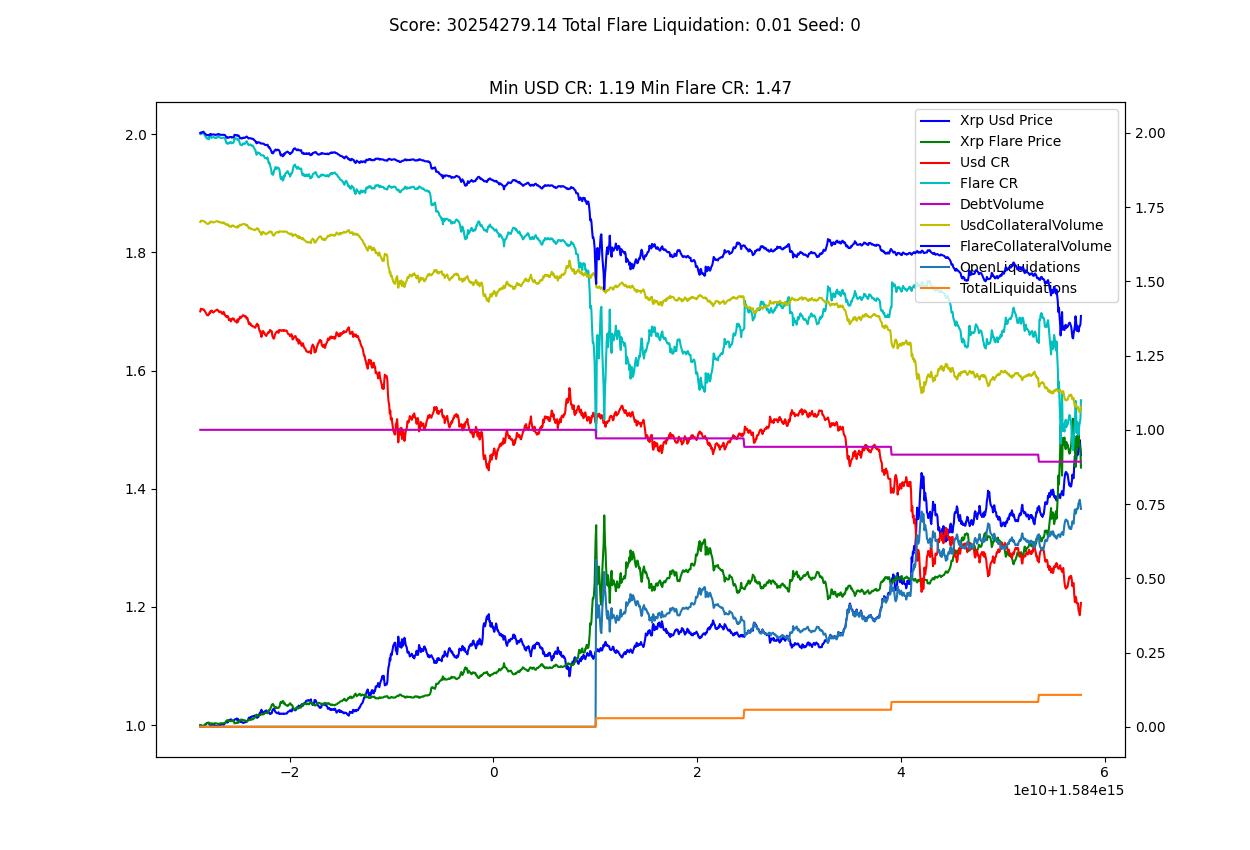 Score: 30254279.14 Total Flare Liquidation: 0.01 Seed: 0
Min USD CR: 1.19 Min Flare CR: 1.47
Xrp Usd Price
Xrp Flare Price
Usd CR
Flare CR
DebtVolume
UsdCollateralVolume
FlareCollateralVolume
OpenLiquidations
TotalLiquidations
2.0
1.8
1.6
1.4
1.2
1.0
2.00
1.75
1.50
1.25
1.00
0.75
0.50
0.25
0.00
−2 0 2 4 6
1e10+1.584e15